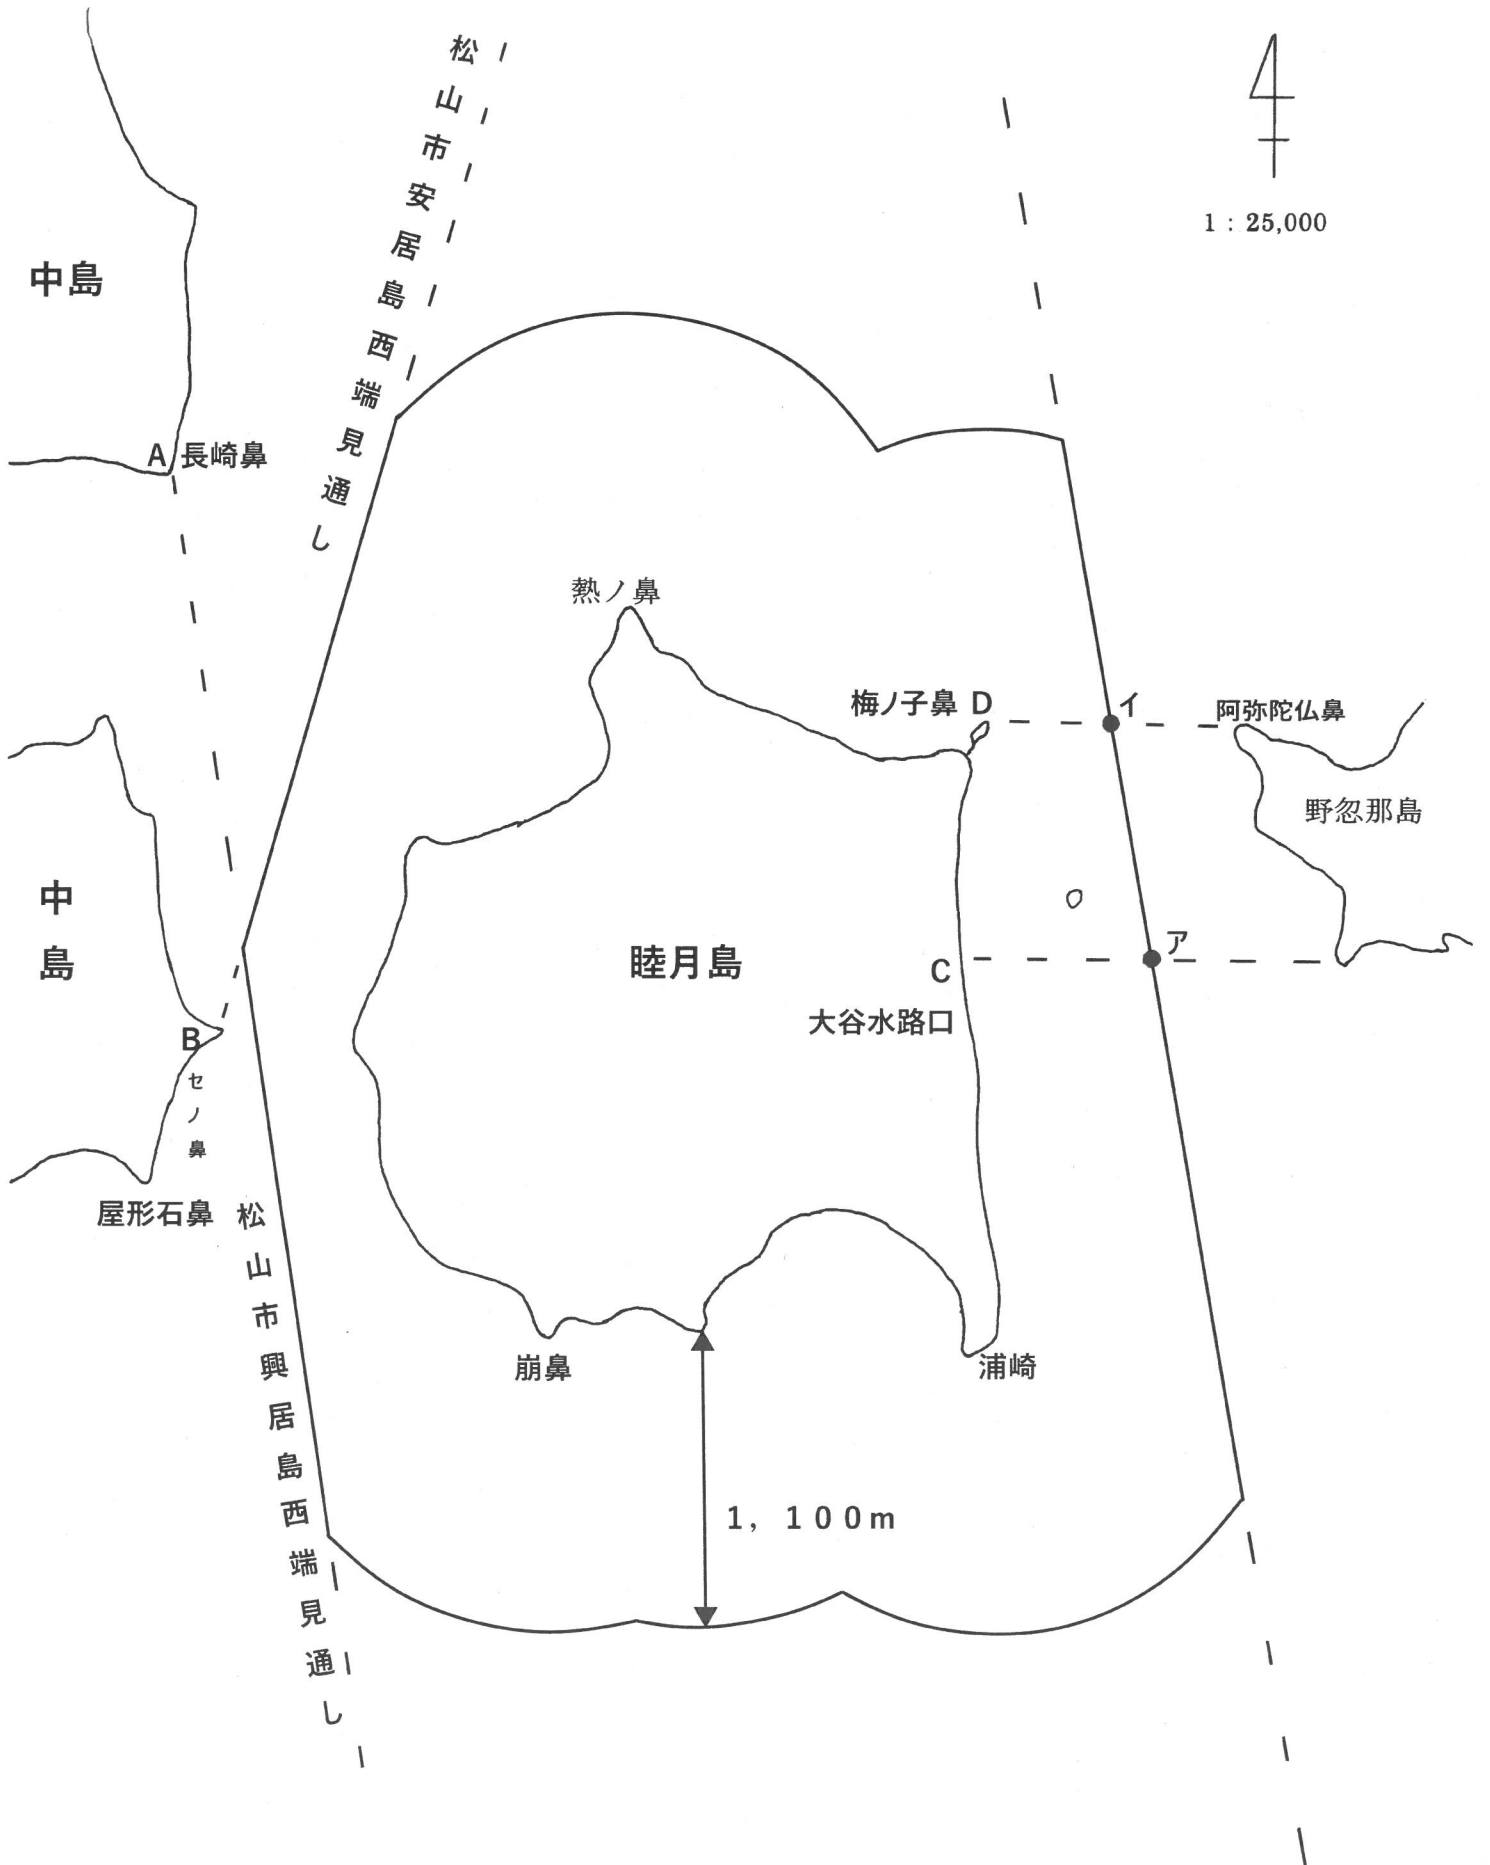 松山市安居島西端見通し
1 : 25,000
中島
A 長崎鼻
熱ノ鼻
梅ノ子鼻 D
イ
阿弥陀仏鼻
野忽那島
中島
睦月島
C
ア
大谷水路口
B
セノ鼻
屋形石鼻
松山市興居島西端見通し
崩鼻
浦崎
1，100m